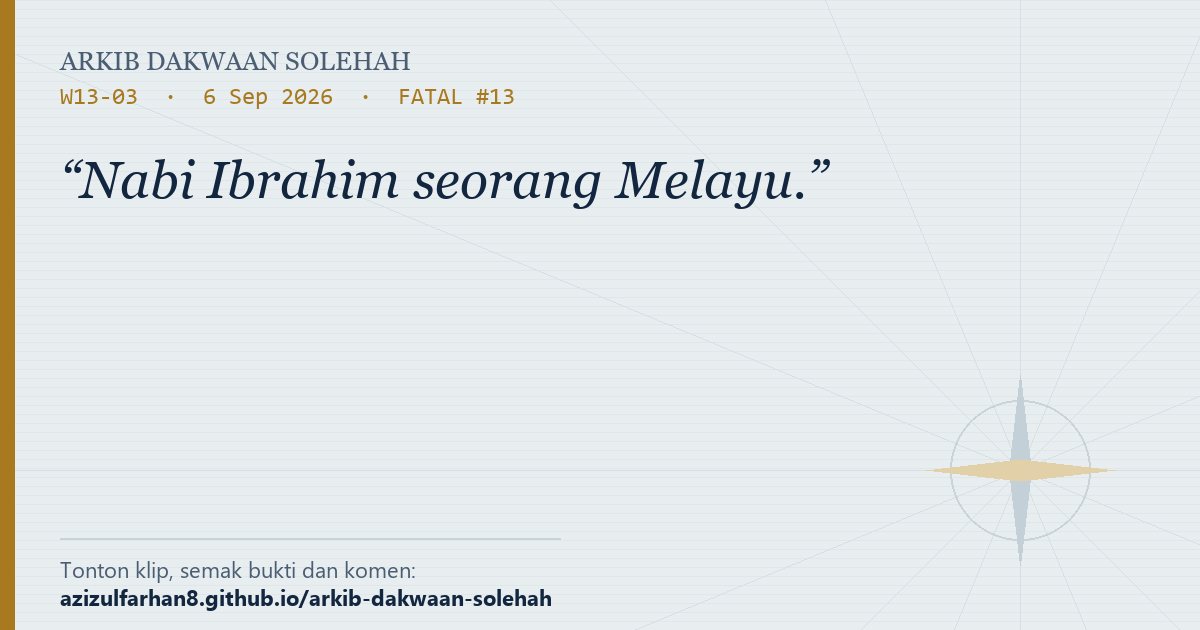 ARKIB DAKWAAN SOLEHAH
W13-03 · 6 Sep 2026 · FATAL #13
“Nabi Ibrahim seorang Melayu.”
Tonton klip, semak bukti dan komen:
azizulfarhan8.github.io/arkib-dakwaan-solehah